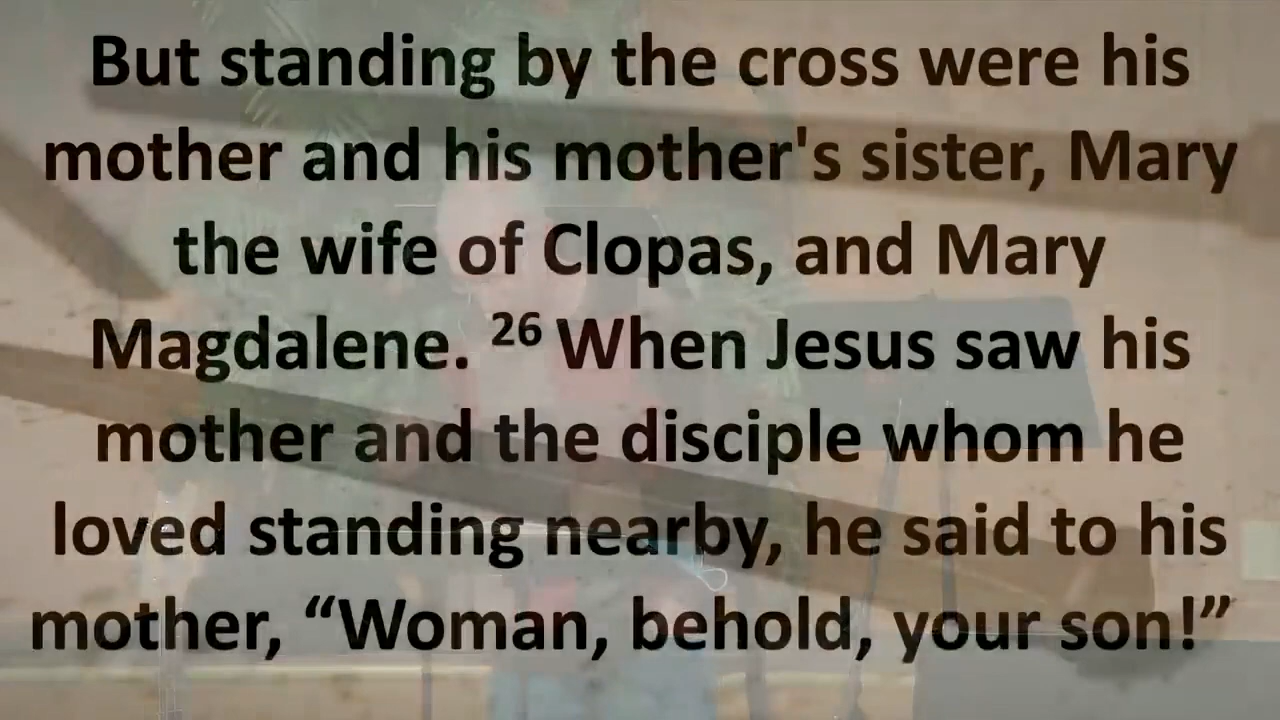 But standing by the cross were his
mother and his mother's sister, Mary
the wife of Clopas, and Mary
Magdalene. 26 When Jesus saw his
mother and the disciple whom he
loved standing nearby, he said to his
mother, “Woman, behold, your son!”